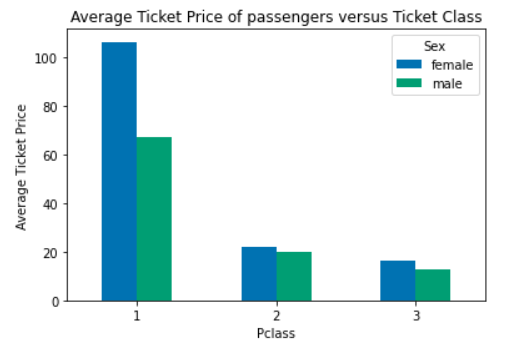 Average Ticket Price of passengers versus Ticket Class
Sex
female
male
100
80
60
40
20
0
Average Ticket Price
1 2 3
Pclass